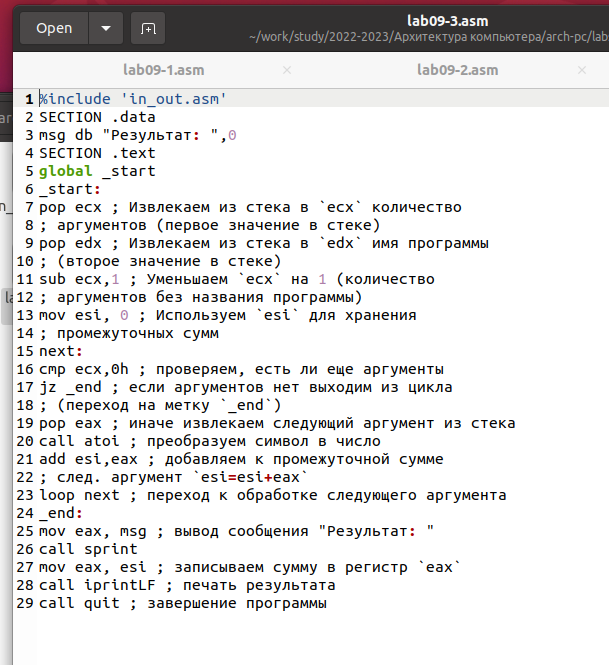 Open
lab09-3.asm
~/work/study/2022-2023/Архитектура компьютера/arch-pc/lab
lab09-1.asm ×
lab09-2.asm ×
1 %include 'in_out.asm'
2 SECTION .data
3 msg db "Результат: ",0
4 SECTION .text
5 global _start
6 _start:
7 pop ecx ; Извлекаем из стека в `ecx` количество
8 ; аргументов (первое значение в стеке)
9 pop edx ; Извлекаем из стека в `edx` имя программы
10 ; (второе значение в стеке)
11 sub ecx,1 ; Уменьшаем `ecx` на 1 (количество
12 ; аргументов без названия программы)
13 mov esi, 0 ; Используем `esi` для хранения
14 ; промежуточных сумм
15 next:
16 cmp ecx,0h ; проверяем, есть ли еще аргументы
17 jz _end ; если аргументов нет выходим из цикла
18 ; (переход на метку `_end`)
19 pop eax ; иначе извлекаем следующий аргумент из стека
20 call atoi ; преобразуем символ в число
21 add esi,eax ; добавляем к промежуточной сумме
22 ; след. аргумент `esi=esi+eax`
23 loop next ; переход к обработке следующего аргумента
24 _end:
25 mov eax, msg ; вывод сообщения "Результат: "
26 call sprint
27 mov eax, esi ; записываем сумму в регистр `eax`
28 call iprintLF ; печать результата
29 call quit ; завершение программы